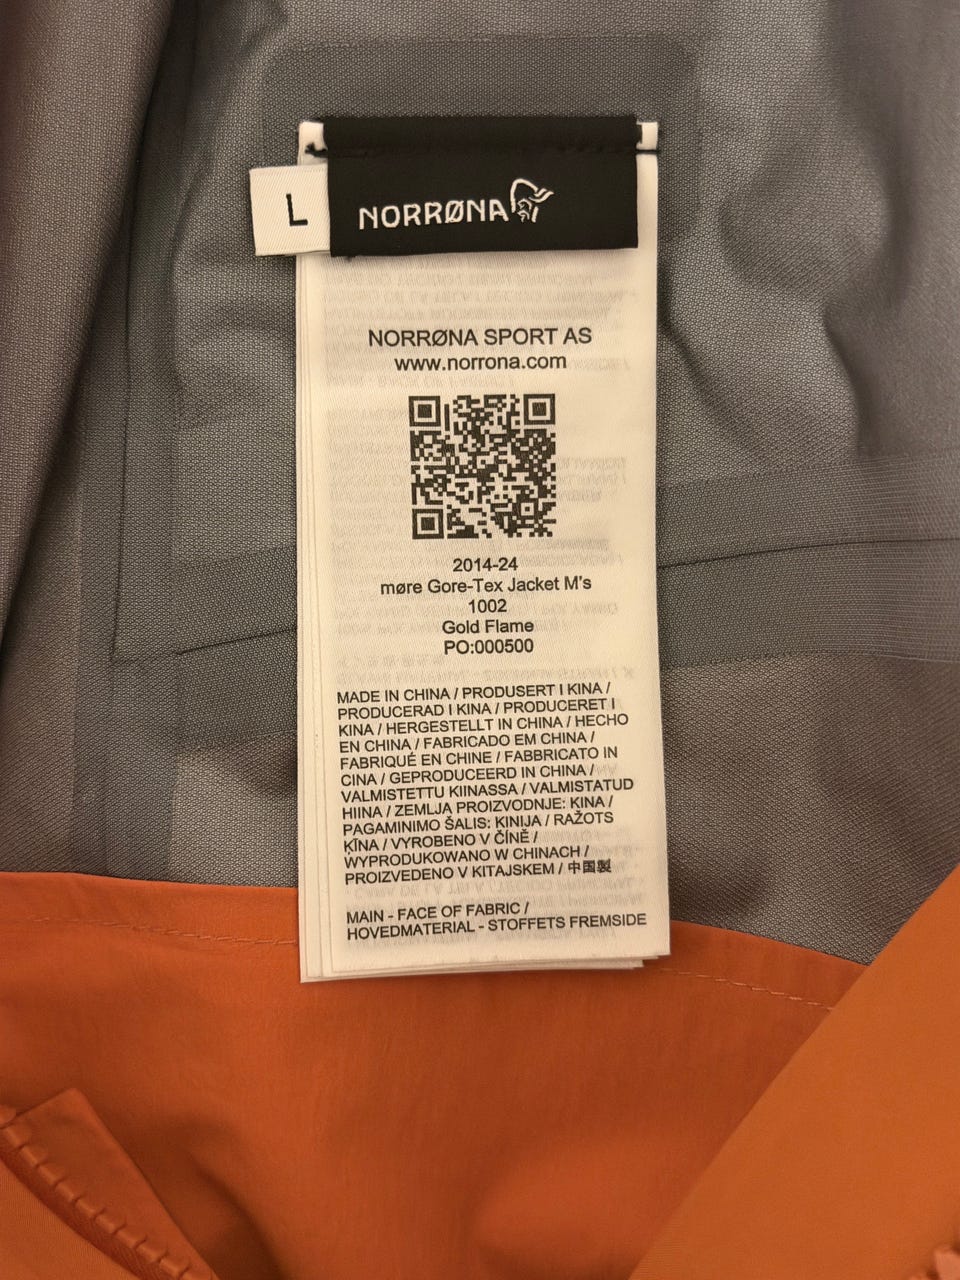 L
NORRØNA
NORRØNA SPORT AS
www.norrona.com
2014-24
møre Gore-Tex Jacket M's
1002
Gold Flame
PO:000500
MADE IN CHINA / PRODUSERT I KINA /
PRODUCERAD I KINA / PRODUCERET I
KINA / HERGESTELLT IN CHINA / HECHO
EN CHINA / FABRICADO EM CHINA /
FABRIQUÉ EN CHINE / FABBRICATO IN
CINA / GEPRODUCEERD IN CHINA /
VALMISTETTU KIINASSA / VALMISTATUD
HIINA / ZEMLJA PROIZVODNJE: KINA /
PAGAMINIMO ŠALIS: KINIJA / RAŽOTS
ĶĪNA / VYROBENO V ČÍNĚ /
WYPRODUKOWANO W CHINACH /
PROIZVEDENO V KITAJSKEM / 中国製
MAIN - FACE OF FABRIC /
HOVEDMATERIAL - STOFFETS FREMSIDE